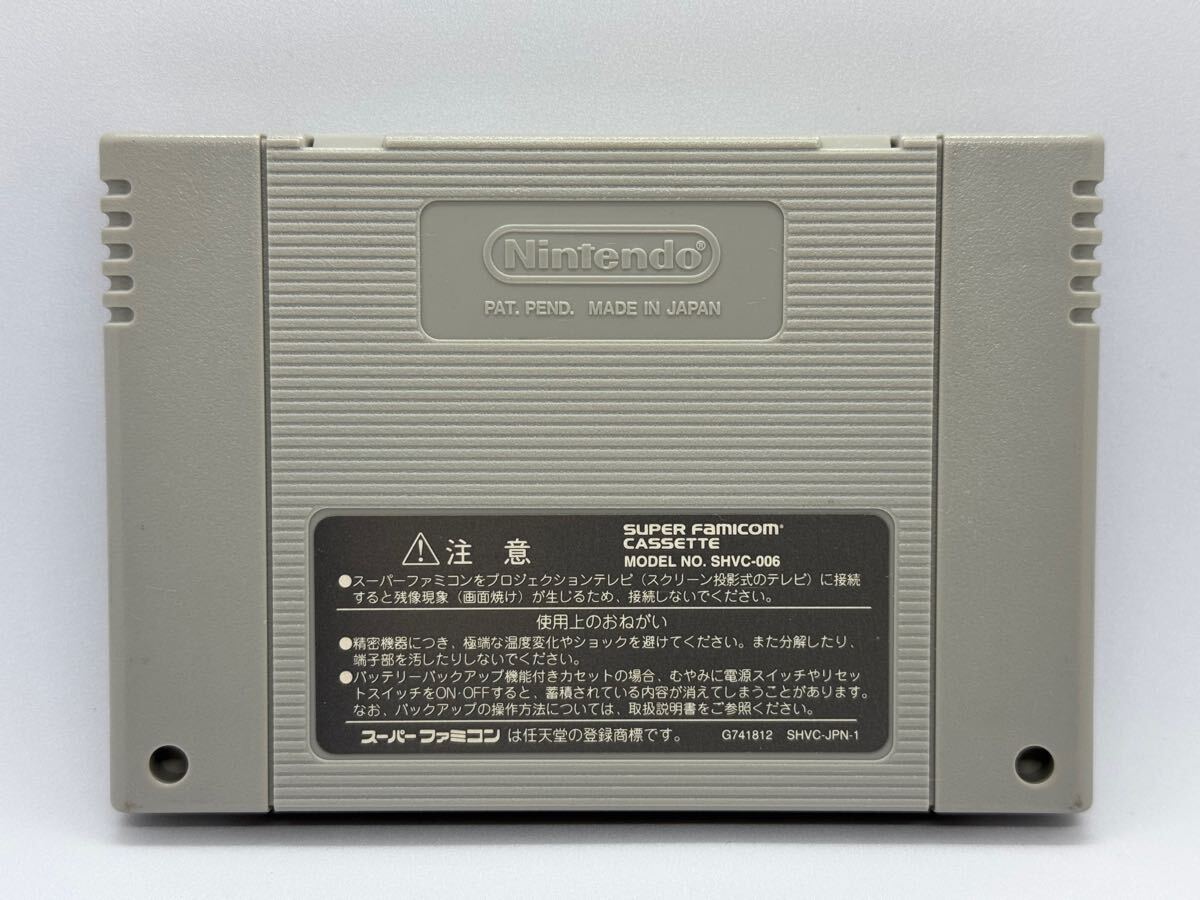 Nintendo®
PAT. PEND. MADE IN JAPAN
⚠注 意
SUPER FAMICOM®
CASSETTE
MODEL NO. SHVC-006
●スーパーファミコンをプロジェクションテレビ（スクリーン投影式のテレビ）に接続
すると残像現象（画面焼け）が生じるため、接続しないでください。
使用上のおねがい
●精密機器につき、極端な温度変化やショックを避けてください。また分解したり、
端子部を汚したりしないでください。
●バッテリーバックアップ機能付きカセットの場合、むやみに電源スイッチやリセッ
トスイッチをON·OFFすると、蓄積されている内容が消えてしまうことがあります。
なお、バックアップの操作方法については、取扱説明書をご参照ください。
スーパーファミコンは任天堂の登録商標です。 G741812 SHVC-JPN-1